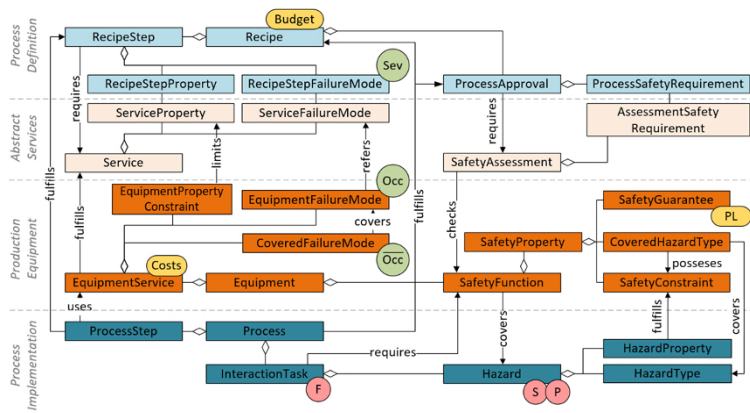 Process
Definition
Budget
RecipeStep
Recipe
Sev
RecipeStepProperty
RecipeStepFailureMode
ProcessApproval
ProcessSafetyRequirement
requires
requires
Abstract
Services
ServiceProperty
ServiceFailureMode
AssessmentSafety
Requirement
limits
refers
Service
SafetyAssessment
fulfills
fulfills
fulfills
Production
Equipment
EquipmentProperty
Constraint
EquipmentFailureMode
Occ
covers
CoveredFailureMode
Occ
checks
SafetyGuarantee
PL
SafetyProperty
CoveredHazardType
posseses
Costs
EquipmentService
Equipment
SafetyFunction
SafetyConstraint
uses
Process
Implementation
ProcessStep
Process
requires
covers
fulfills
covers
HazardProperty
InteractionTask
F
Hazard
S
P
HazardType